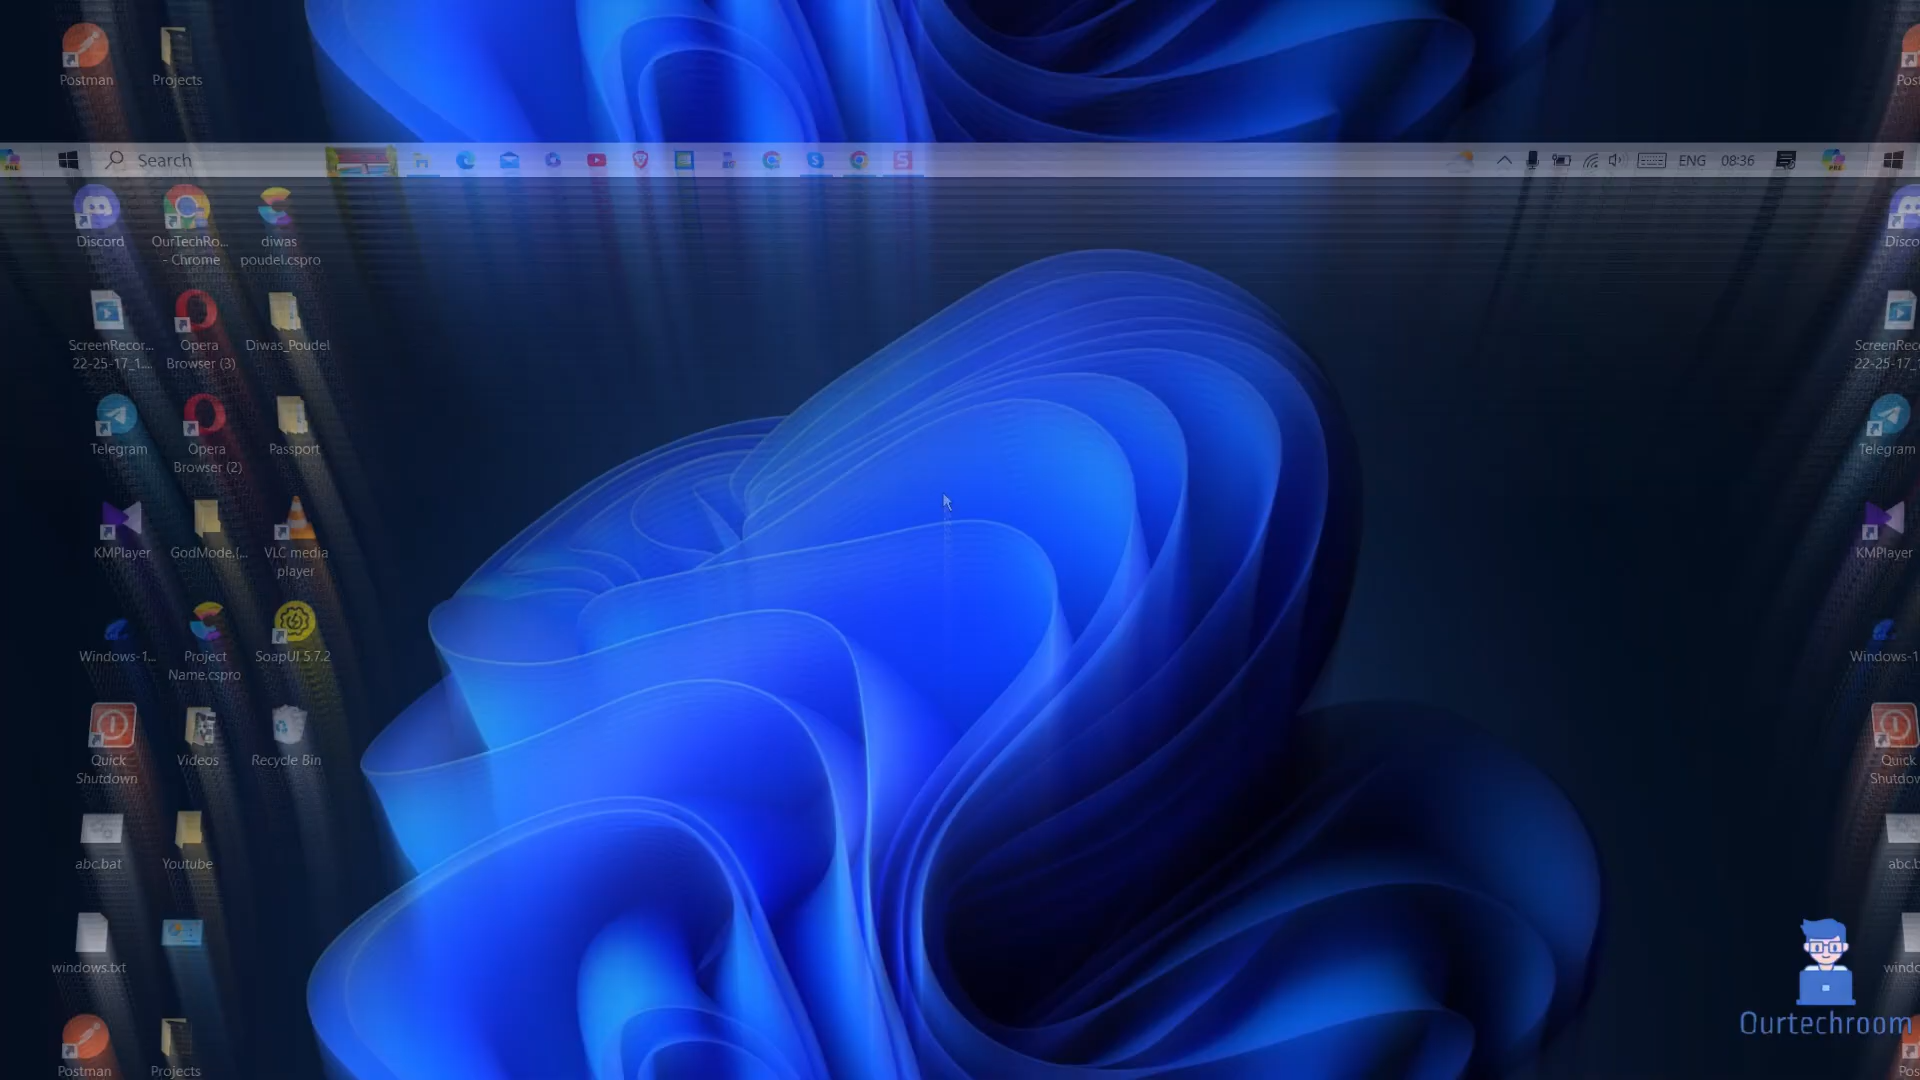 Postman
Projects
Pos
Search
ENG
08:36
Discord
OurTechRo...
- Chrome
diwas
poudel.cspro
Disco
ScreenRecor...
22-25-17_1....
Opera
Browser (3)
Diwas_Poudel
ScreenRec
22-25-17_1
Telegram
Opera
Browser (2)
Passport
Telegram
KMPlayer
GodMode.{...
VLC media
player
KMPlayer
Windows-1...
Project
Name.cspro
SoapUI 5.7.2
Windows-1
Quick
Shutdown
Videos
Recycle Bin
Quick
Shutdow
abc.bat
Youtube
abc.b
windows.txt
windo
Ourtechroom
Postman
Projects
Pos